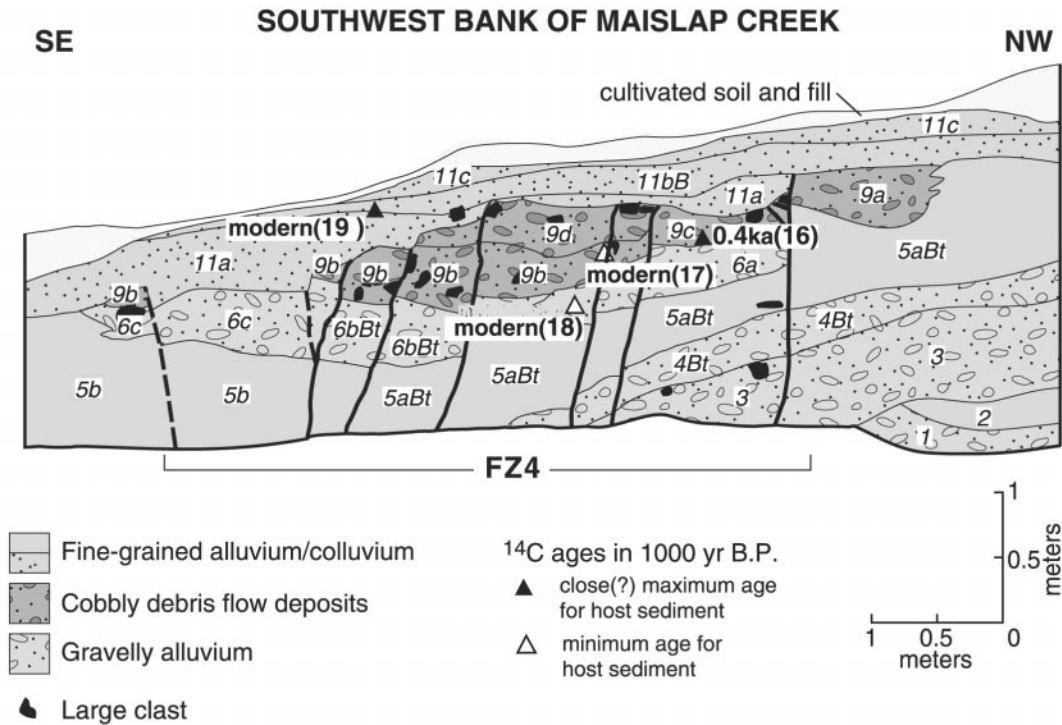 SOUTHWEST BANK OF MAISLAP CREEK
SE
NW
cultivated soil and fill
11c
11c
11bB
11a
9a
modern(19 )
9d
9c
0.4ka(16)
11a
9b
9b
9b
9b
6a
5aBt
modern(17)
9b
6c
6c
6bBt
modern(18)
5aBt
4Bt
6bBt
4Bt
3
5b
5b
5aBt
5aBt
3
2
1
FZ4
Fine-grained alluvium/colluvium
Cobbly debris flow deposits
Gravelly alluvium
Large clast
14C ages in 1000 yr B.P.
close(?) maximum age
for host sediment
minimum age for
host sediment
1
0.5
meters
1
0.5
0
meters